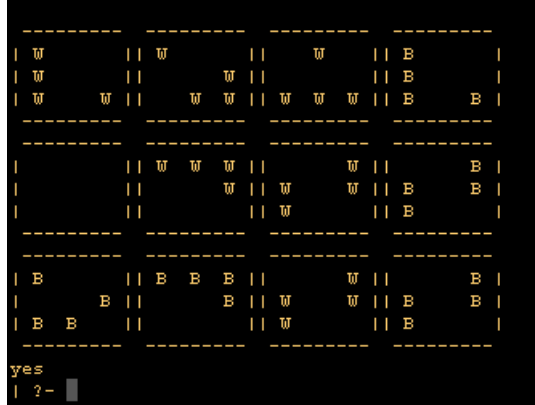 ---------  ---------  ---------  ---------
| W       || W       ||    W    || B       |
| W       ||       W ||         || B       |
| W     W ||    W  W || W  W  W || B     B |
 ---------  ---------  ---------  ---------
 ---------  ---------  ---------  ---------
|         || W  W  W ||       W ||       B |
|         ||       W || W     W || B     B |
|         ||         || W       || B       |
 ---------  ---------  ---------  ---------
 ---------  ---------  ---------  ---------
| B       || B  B  B ||       W ||       B |
|       B ||       B || W     W || B     B |
| B  B    ||         || W       || B       |
 ---------  ---------  ---------  ---------
yes
| ?-